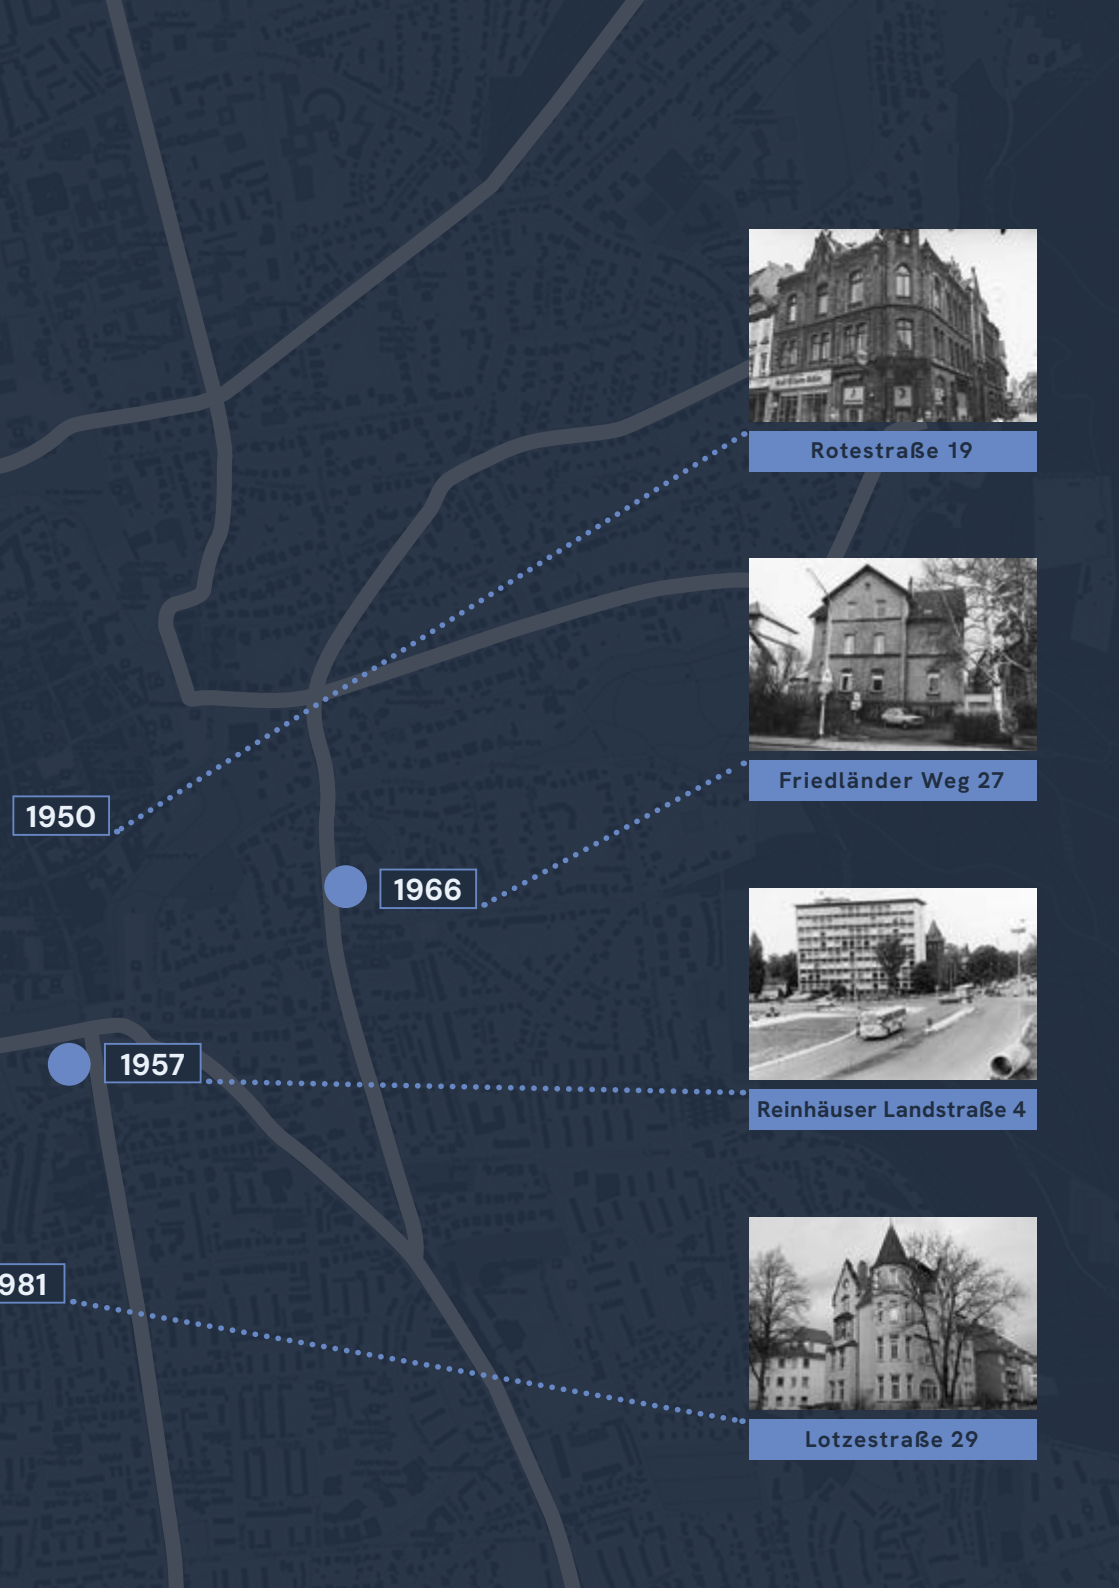 Rotestraße 19
Friedländer Weg 27
1950
1966
1957
Reinhäuser Landstraße 4
981
Lotzestraße 29